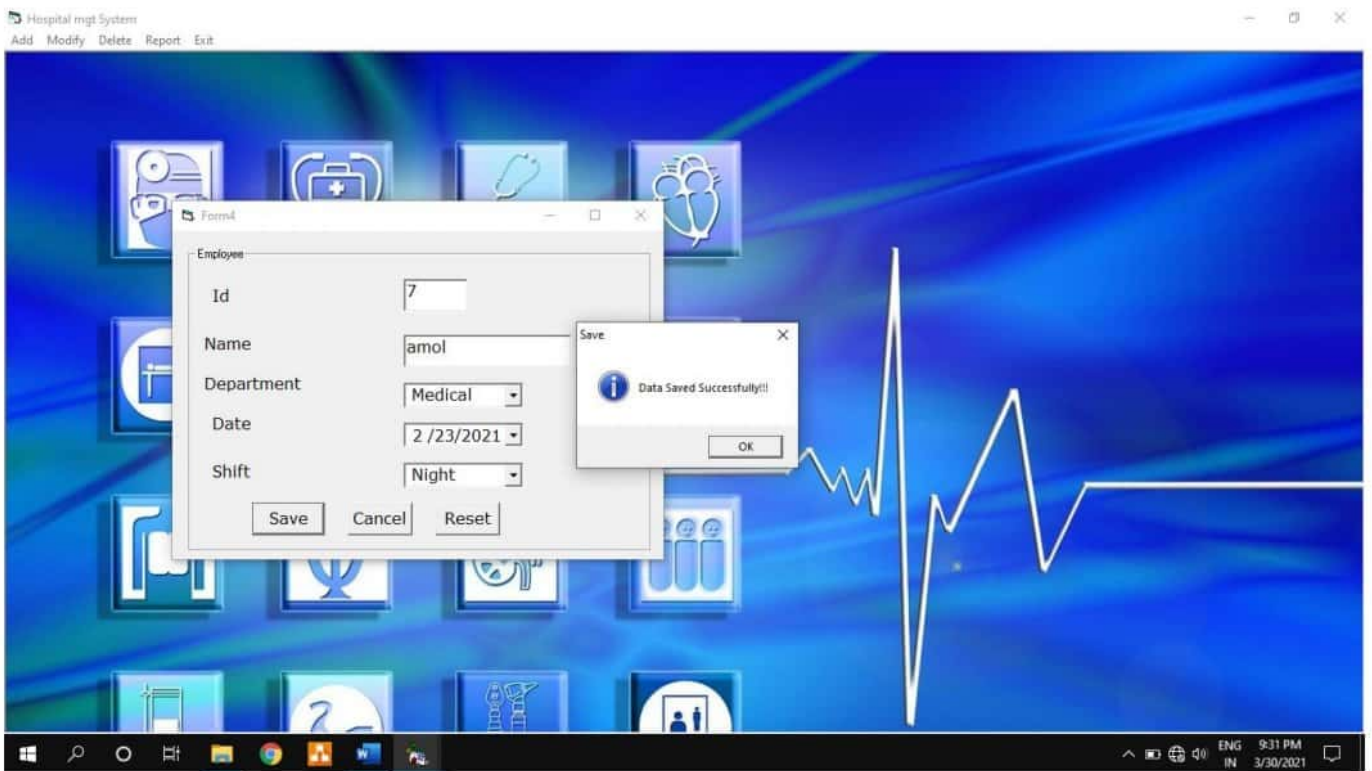 Hospital mgt System
Add Modify Delete Report Exit
Form4
Employee
Id 7
Name amol
Department Medical
Date 2 /23/2021
Shift Night
Save Cancel Reset
Save
Data Saved Successfully!!!
OK
ENG 9:31 PM
IN 3/30/2021